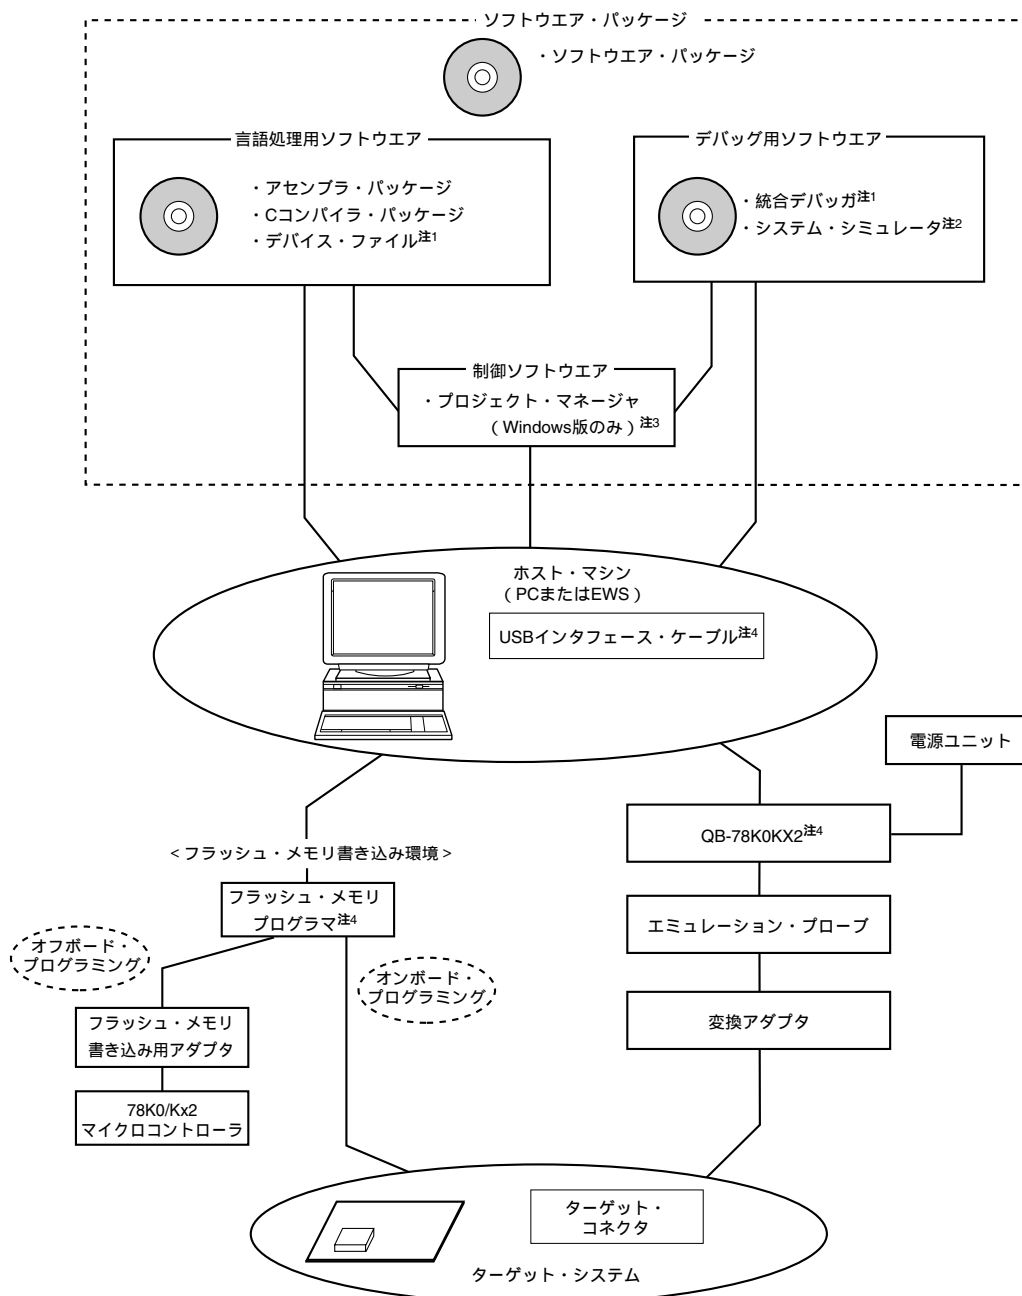 ソフトウエア・パッケージ
・ソフトウエア・パッケージ
言語処理用ソフトウエア
・アセンブラ・パッケージ
・Cコンパイラ・パッケージ
・デバイス・ファイル注1
デバッグ用ソフトウエア
・統合デバッガ注1
・システム・シミュレータ注2
制御ソフトウエア
・プロジェクト・マネージャ
（Windows版のみ）注3
ホスト・マシン
（PCまたはEWS）
USBインタフェース・ケーブル注4
電源ユニット
QB-78K0KX2注4
<フラッシュ・メモリ書き込み環境>
フラッシュ・メモリ
プログラマ注4
エミュレーション・プローブ
オフボード・
プログラミング
オンボード・
プログラミング
フラッシュ・メモリ
書き込み用アダプタ
変換アダプタ
78K0/Kx2
マイクロコントローラ
ターゲット・
コネクタ
ターゲット・システム